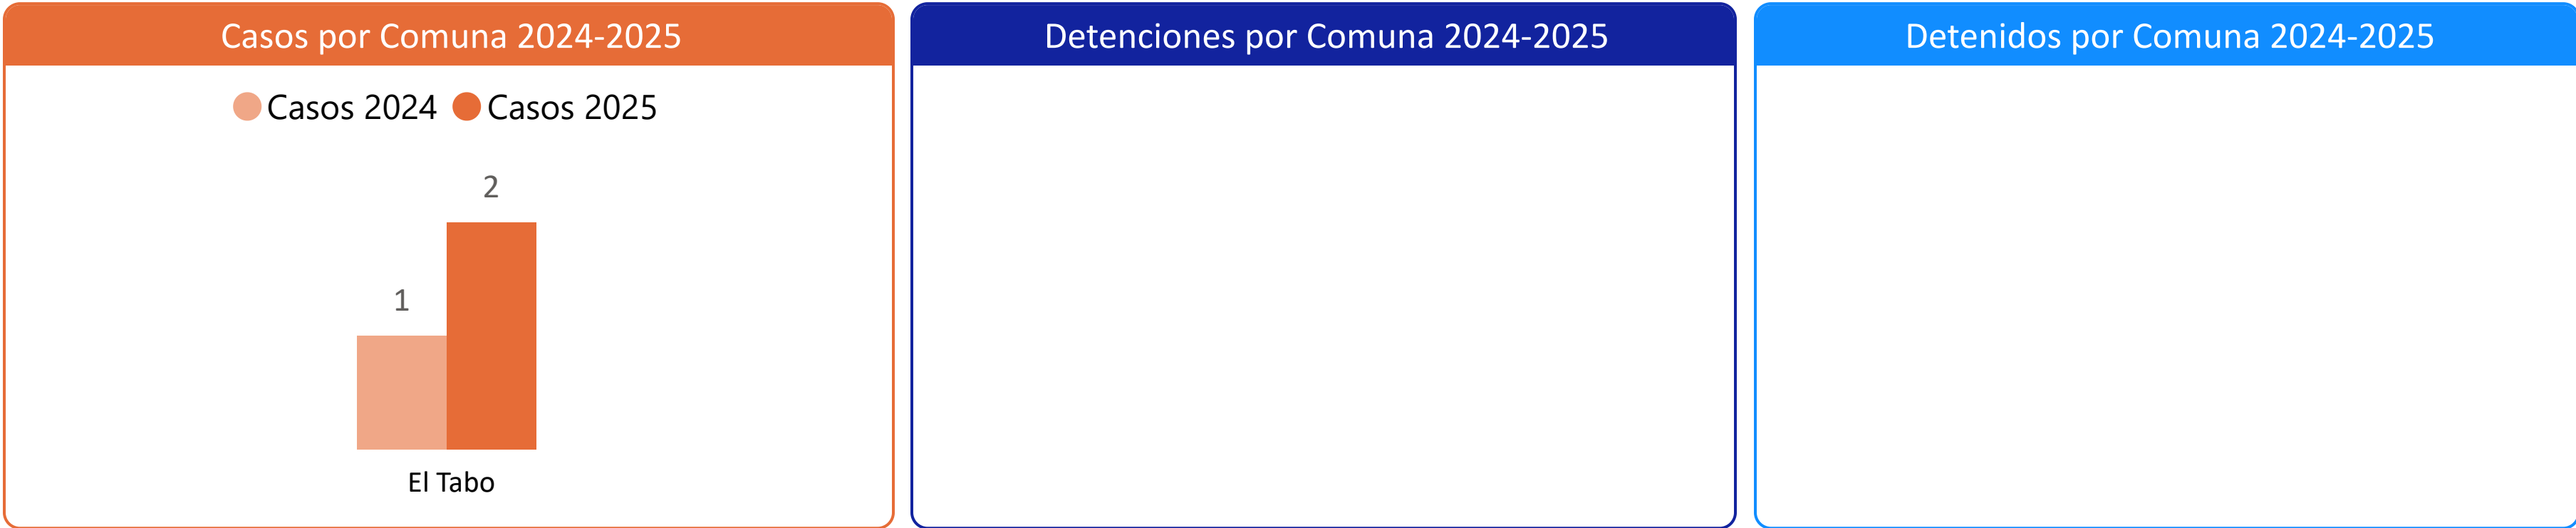 Casos por Comuna 2024-2025
Casos 2024 Casos 2025
2
1
El Tabo
Detenciones por Comuna 2024-2025
Detenidos por Comuna 2024-2025